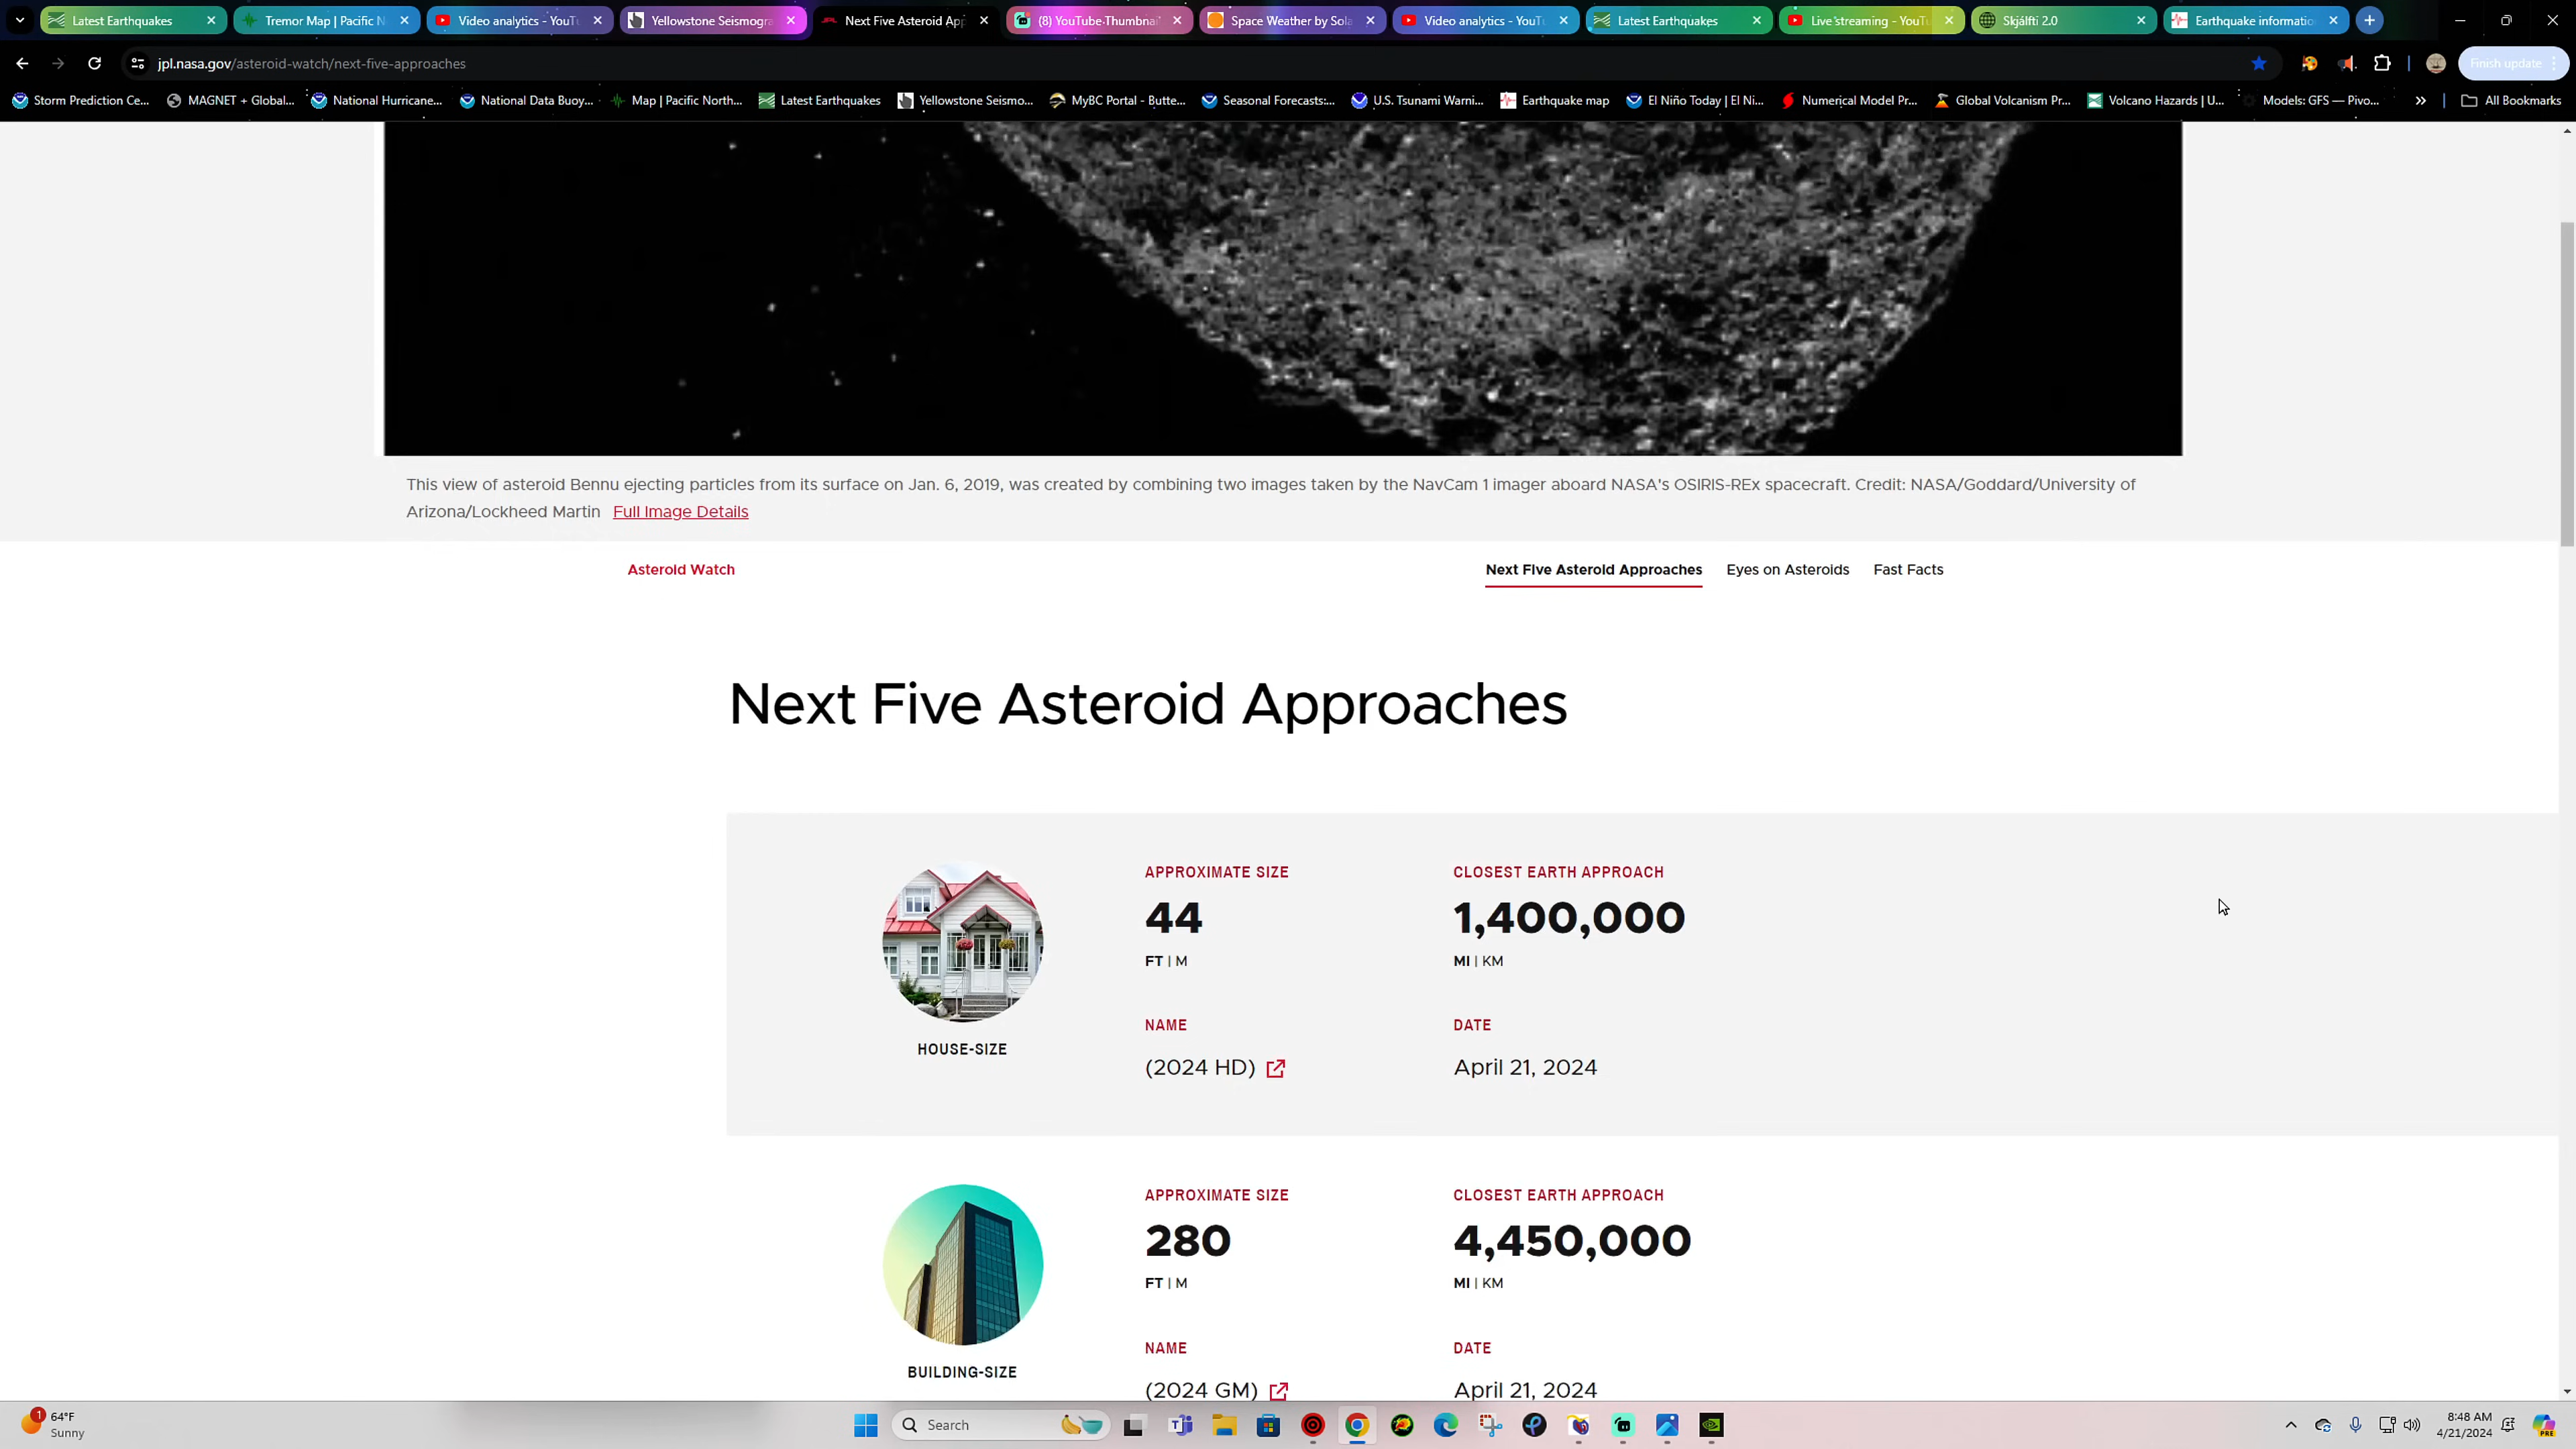 Latest Earthquakes
Tremor Map | Pacific N
Video analytics - YouTu
Yellowstone Seismogra
Next Five Asteroid App
(8) YouTube-Thumbnail
Space Weather by Sola
Video analytics - YouTu
Latest Earthquakes
Live streaming - YouTu
Skjálfti 2.0
Earthquake informatio
jpl.nasa.gov/asteroid-watch/next-five-approaches
Finish update
Storm Prediction Ce...
MAGNET + Global...
National Hurricane...
National Data Buoy...
Map | Pacific North...
Latest Earthquakes
Yellowstone Seismo...
MyBC Portal - Butte...
Seasonal Forecasts:...
U.S. Tsunami Warni...
Earthquake map
El Niño Today | El Ni...
Numerical Model Pr...
Global Volcanism Pr...
Volcano Hazards | U...
Models: GFS — Pivo...
All Bookmarks
This view of asteroid Bennu ejecting particles from its surface on Jan. 6, 2019, was created by combining two images taken by the NavCam 1 imager aboard NASA's OSIRIS-REx spacecraft. Credit: NASA/Goddard/University of
Arizona/Lockheed Martin Full Image Details
Asteroid Watch
Next Five Asteroid Approaches
Eyes on Asteroids
Fast Facts
Next Five Asteroid Approaches
APPROXIMATE SIZE
CLOSEST EARTH APPROACH
44
1,400,000
FT | M
MI | KM
NAME
DATE
HOUSE-SIZE
(2024 HD)
April 21, 2024
APPROXIMATE SIZE
CLOSEST EARTH APPROACH
280
4,450,000
FT | M
MI | KM
NAME
DATE
BUILDING-SIZE
(2024 GM)
April 21, 2024
1
64°F
Sunny
Search
8:48 AM
4/21/2024
PRE